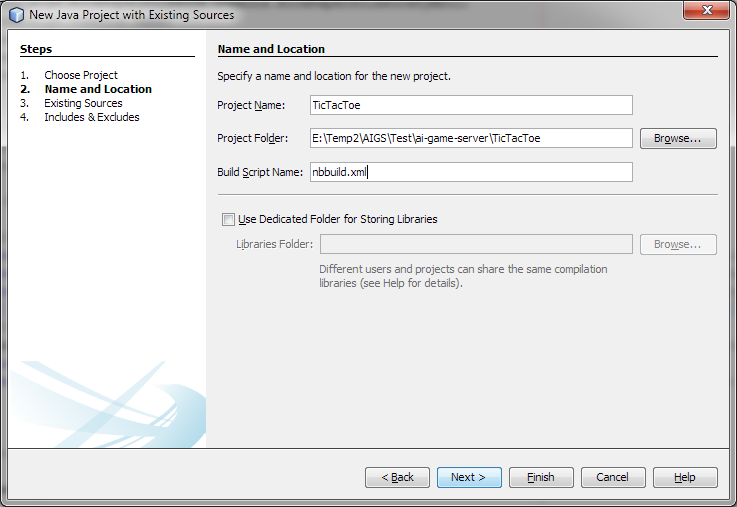 New Java Project with Existing Sources
Steps
1. Choose Project
2. Name and Location
3. Existing Sources
4. Includes & Excludes
Name and Location
Specify a name and location for the new project.
Project Name: TicTacToe
Project Folder: E:\Temp2\AIGS\Test\ai-game-server\TicTacToe Browse...
Build Script Name: nbbuild.xml
Use Dedicated Folder for Storing Libraries
Libraries Folder: Browse...
Different users and projects can share the same compilation
libraries (see Help for details).
< Back Next > Finish Cancel Help